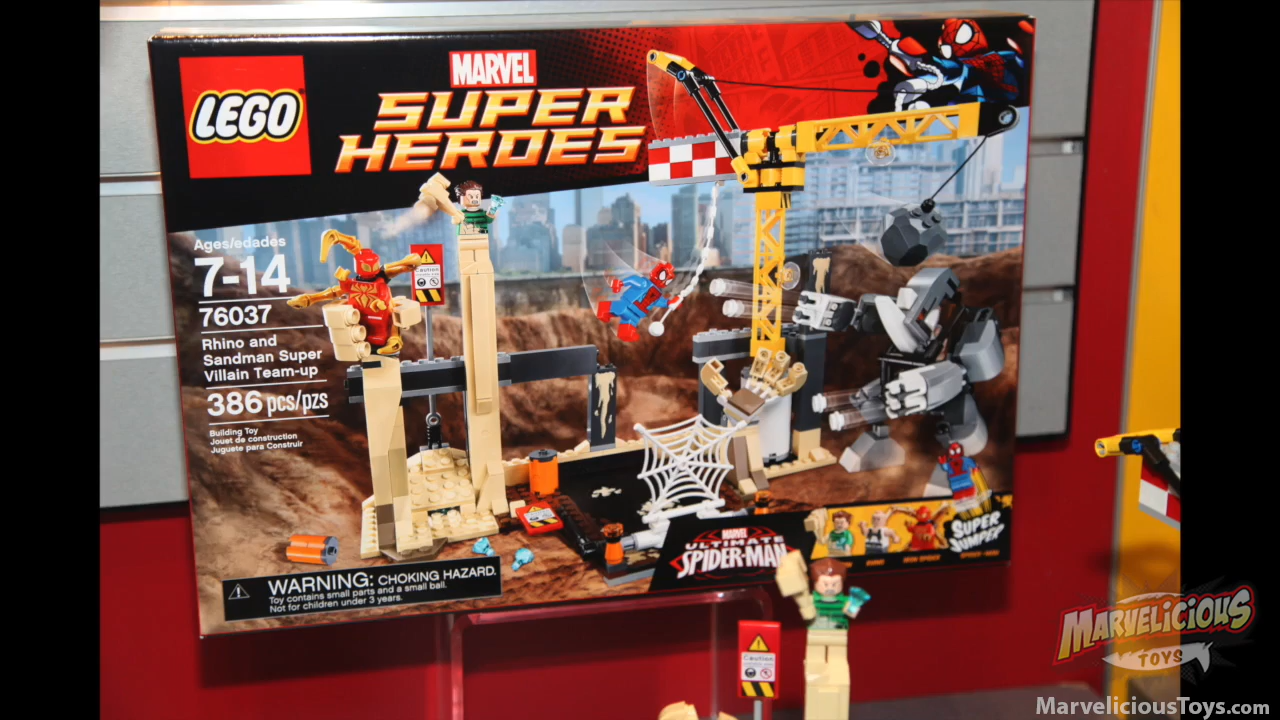 LEGO
MARVEL
SUPER
HEROES
Ages/edades
7-14
76037
Rhino and
Sandman Super
Villain Team-up
386 pcs/pzs
Building Toy
Jouet de construction
Juguete para Construir
Caution
WARNING: CHOKING HAZARD.
Toy contains small parts and a small ball.
Not for children under 3 years.
MARVEL
ULTIMATE
SPIDER-MAN
SUPER
JUMPER
Caution
MARVELICIOUS
TOYS
MarveliciousToys.com